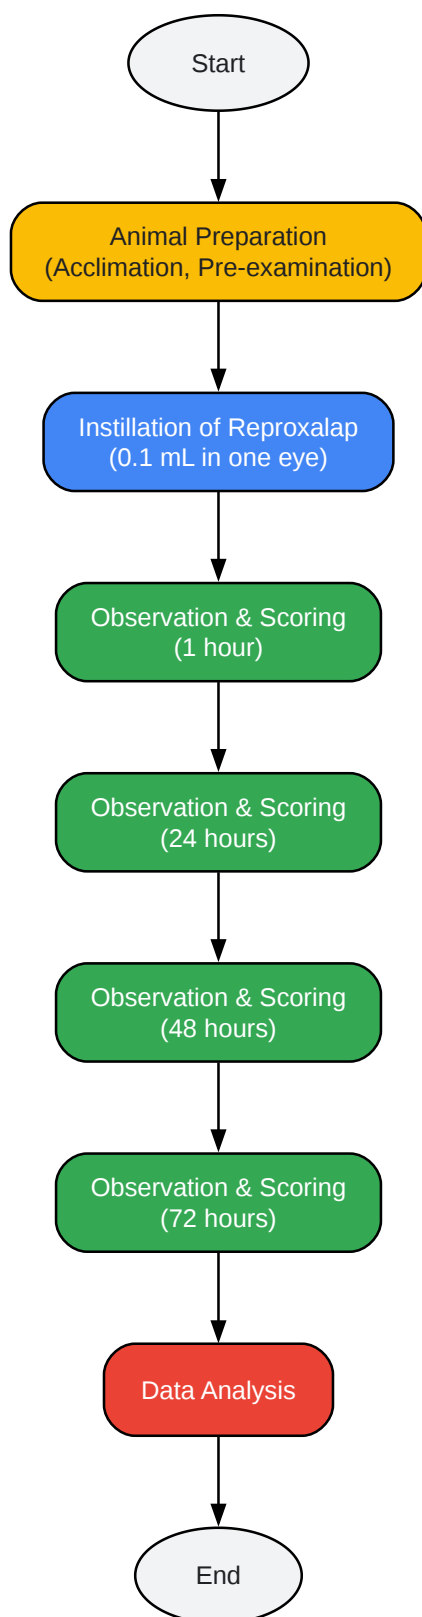 Start
Animal Preparation
(Acclimation, Pre-examination)
Instillation of Reproxalap
(0.1 mL in one eye)
Observation & Scoring
(1 hour)
Observation & Scoring
(24 hours)
Observation & Scoring
(48 hours)
Observation & Scoring
(72 hours)
Data Analysis
End